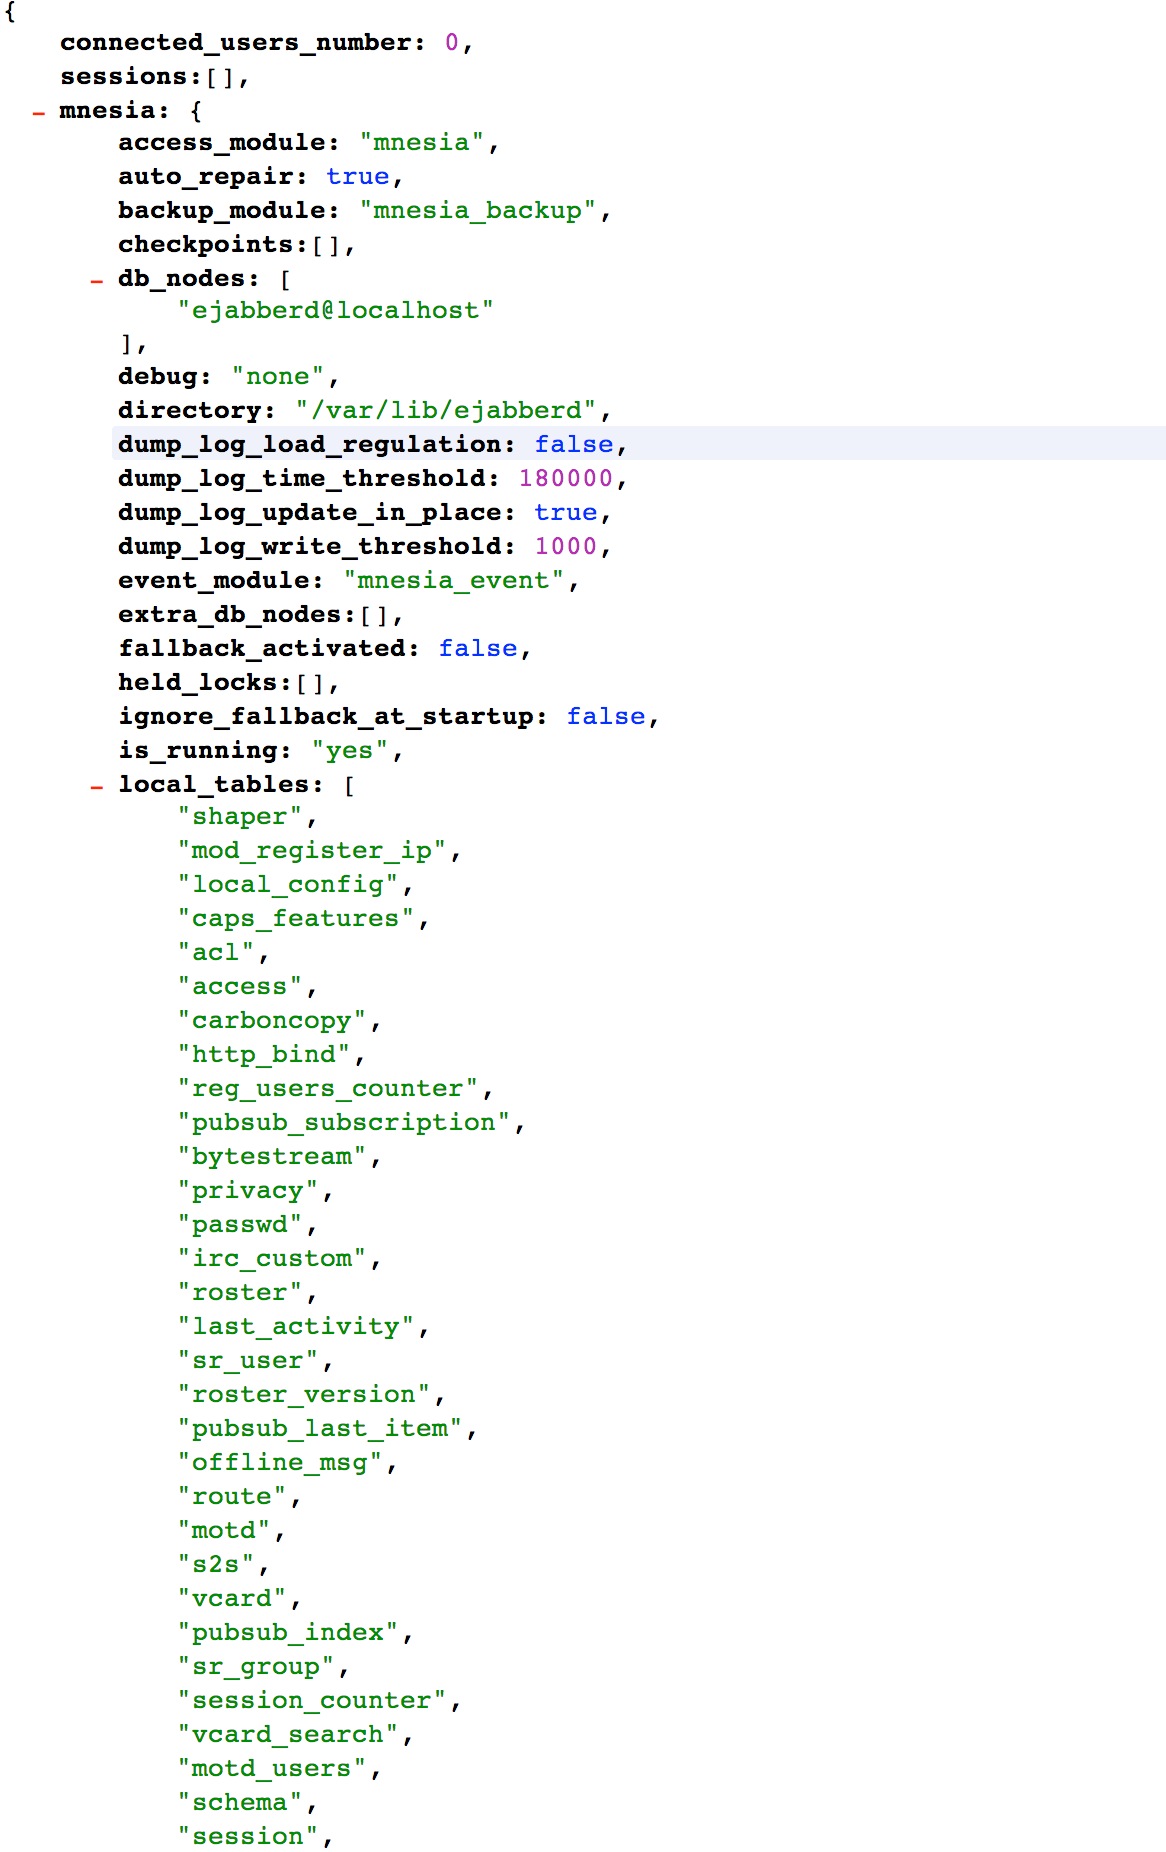 {
connected_users_number: 0,
sessions:[],
- mnesia: {
access_module: "mnesia",
auto_repair: true,
backup_module: "mnesia_backup",
checkpoints:[],
- db_nodes: [
"ejabberd@localhost"
],
debug: "none",
directory: "/var/lib/ejabberd",
dump_log_load_regulation: false,
dump_log_time_threshold: 180000,
dump_log_update_in_place: true,
dump_log_write_threshold: 1000,
event_module: "mnesia_event",
extra_db_nodes:[],
fallback_activated: false,
held_locks:[],
ignore_fallback_at_startup: false,
is_running: "yes",
- local_tables: [
"shaper",
"mod_register_ip",
"local_config",
"caps_features",
"acl",
"access",
"carboncopy",
"http_bind",
"reg_users_counter",
"pubsub_subscription",
"bytestream",
"privacy",
"passwd",
"irc_custom",
"roster",
"last_activity",
"sr_user",
"roster_version",
"pubsub_last_item",
"offline_msg",
"route",
"motd",
"s2s",
"vcard",
"pubsub_index",
"sr_group",
"session_counter",
"vcard_search",
"motd_users",
"schema",
"session",